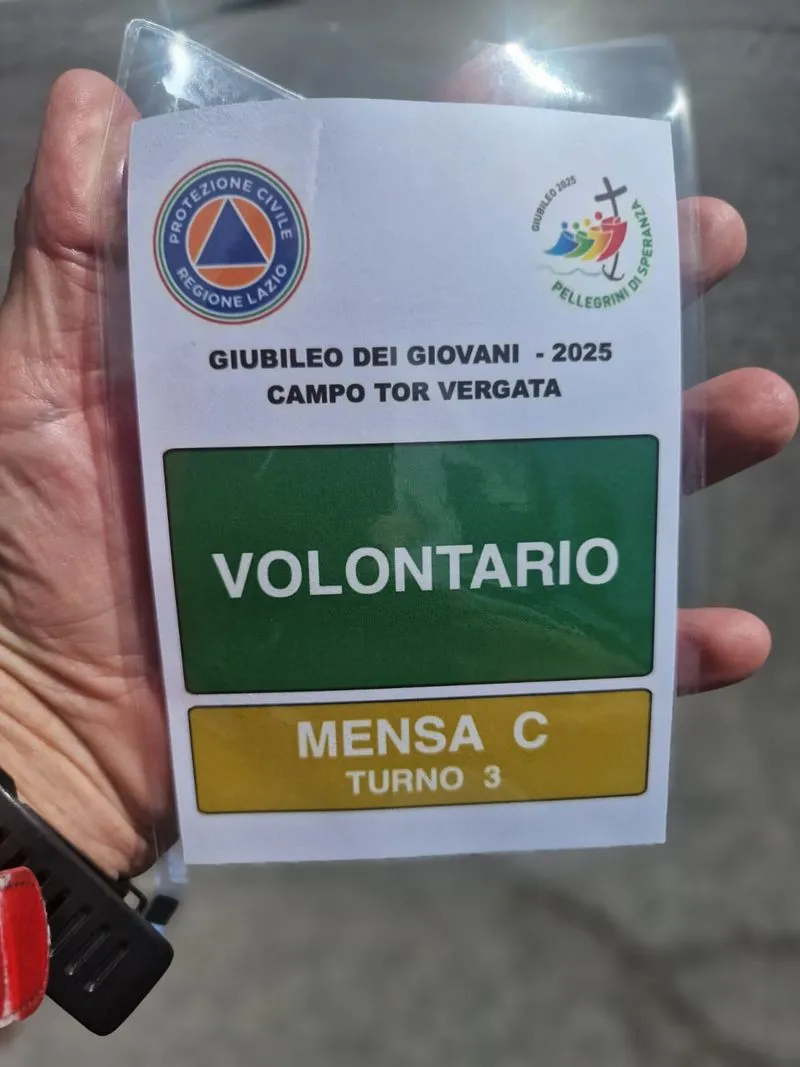 PROTEZIONE CIVILE
REGIONE LAZIO
GIUBILEO 2025
PELLEGRINI DI SPERANZA
GIUBILEO DEI GIOVANI - 2025
CAMPO TOR VERGATA
VOLONTARIO
MENSA C
TURNO 3